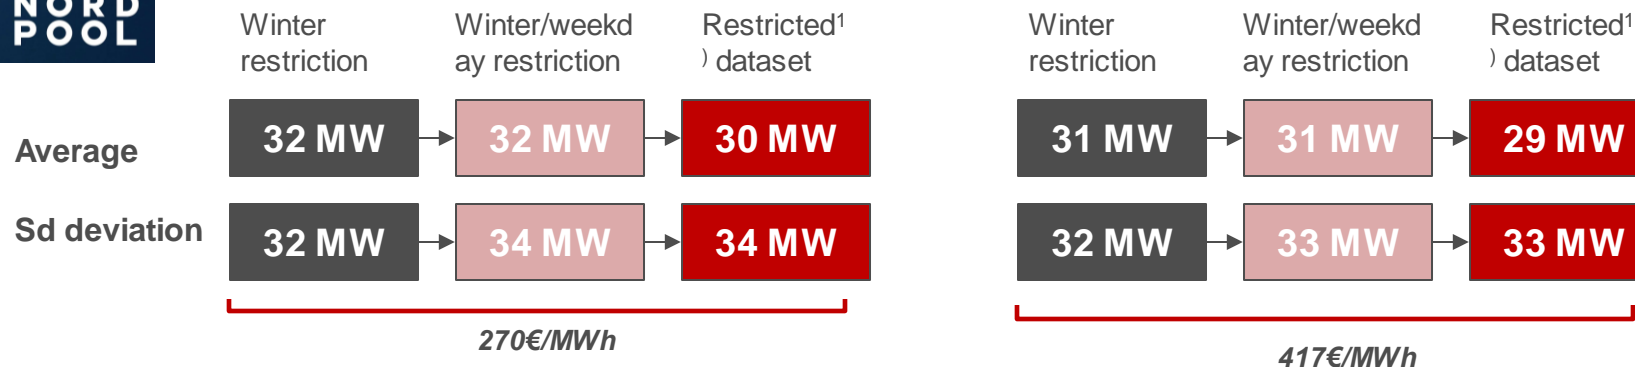 NORD
POOL
Winter
restriction
Winter/weekd
ay restriction
Restricted1
) dataset
Winter
restriction
Winter/weekd
ay restriction
Restricted1
) dataset
Average
32 MW
32 MW
30 MW
31 MW
31 MW
29 MW
Sd deviation
32 MW
34 MW
34 MW
32 MW
33 MW
33 MW
270€/MWh
417€/MWh